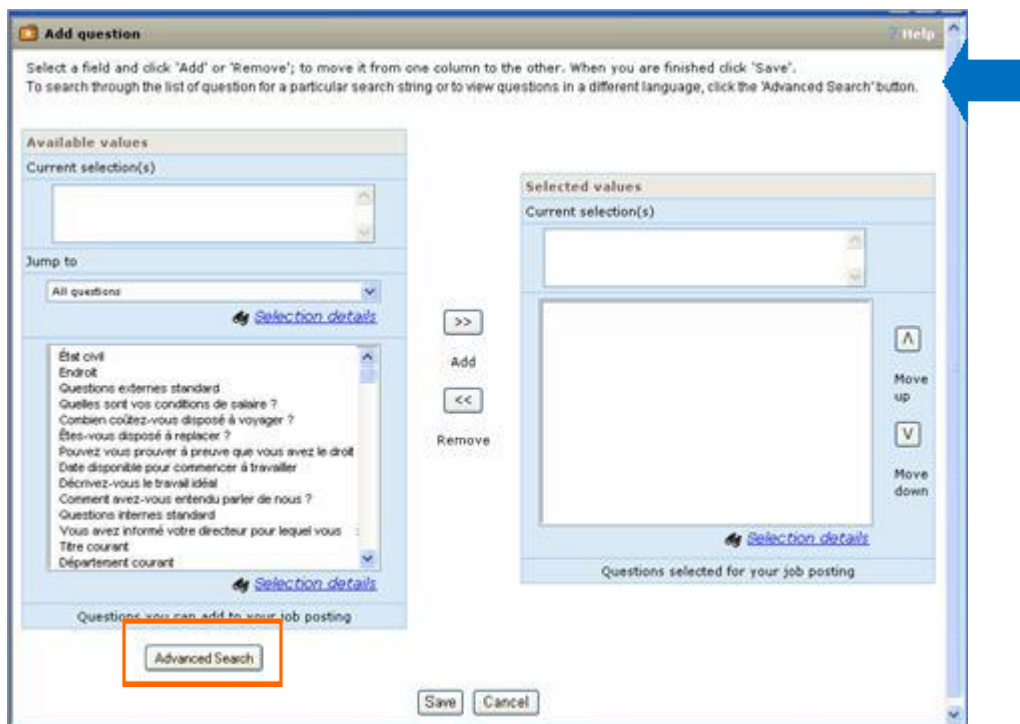 Add question
? Help
Select a field and click 'Add' or 'Remove'; to move it from one column to the other. When you are finished click 'Save'.
To search through the list of question for a particular search string or to view questions in a different language, click the 'Advanced Search' button.
Available values
Current selection(s)
Jump to
All questions
Selection details
État civil
Endroit
Questions externes standard
Quelles sont vos conditions de salaire ?
Combien coûtez-vous disposé à voyager ?
Êtes-vous disposé à replacer ?
Pouvez vous prouver à preuve que vous avez le droit
Date disponible pour commencer à travailler
Décrivez-vous le travail idéal
Comment avez-vous entendu parler de nous ?
Questions internes standard
Vous avez informé votre directeur pour lequel vous
Titre courant
Département courant
Selection details
Questions you can add to your job posting
Advanced Search
>>
Add
<<
Remove
Selected values
Current selection(s)
Selection details
Questions selected for your job posting
Move
up
Move
down
Save
Cancel